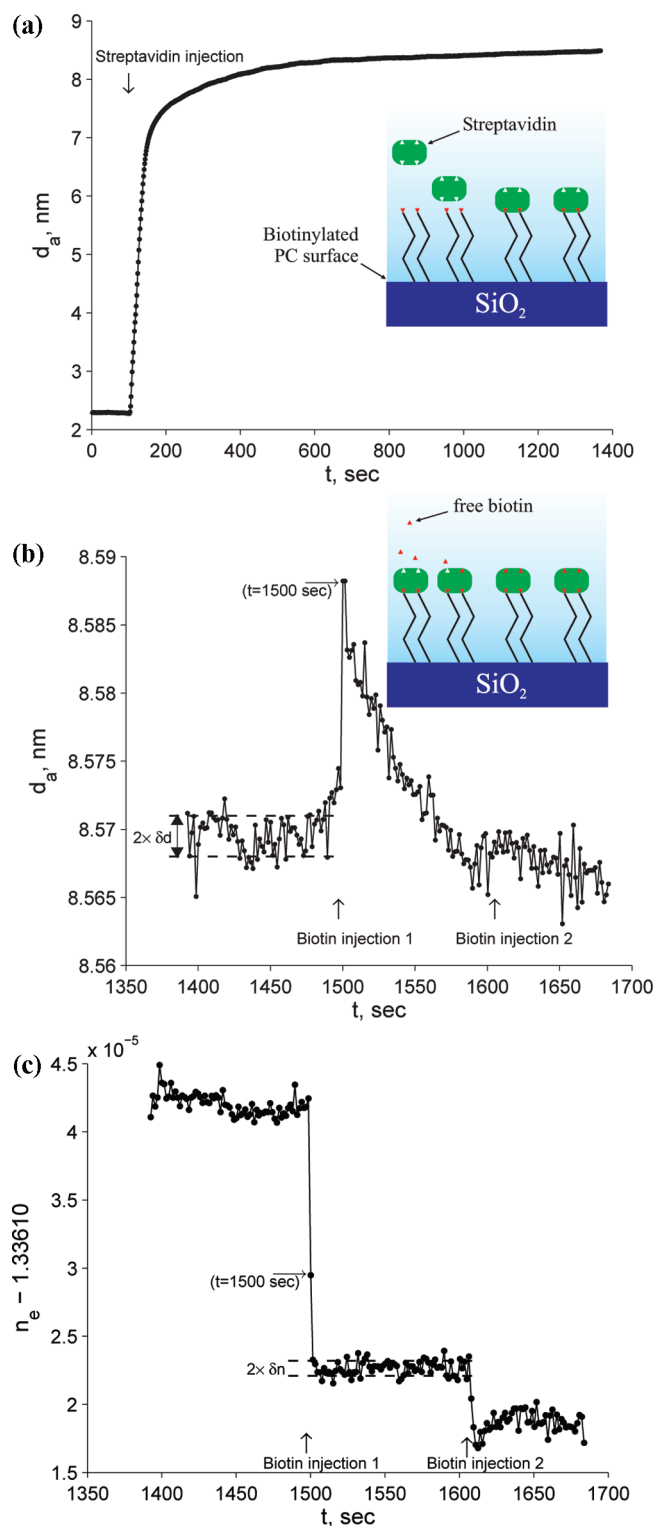 (a)
9
8
7
6
5
4
3
2
d_a, nm
Streptavidin injection
Streptavidin
Biotinylated
PC surface
SiO₂
0 200 400 600 800 1000 1200 1400
t, sec
(b)
free biotin
SiO₂
8.59
8.585
8.58
8.575
8.57
8.565
8.56
d_a, nm
(t=1500 sec)
2× δd
Biotin injection 1
Biotin injection 2
1350 1400 1450 1500 1550 1600 1650 1700
t, sec
(c)
x 10⁻⁵
4.5
4
3.5
3
2.5
2
1.5
n_e − 1.33610
(t=1500 sec)
2× δn
Biotin injection 1
Biotin injection 2
1350 1400 1450 1500 1550 1600 1650 1700
t, sec